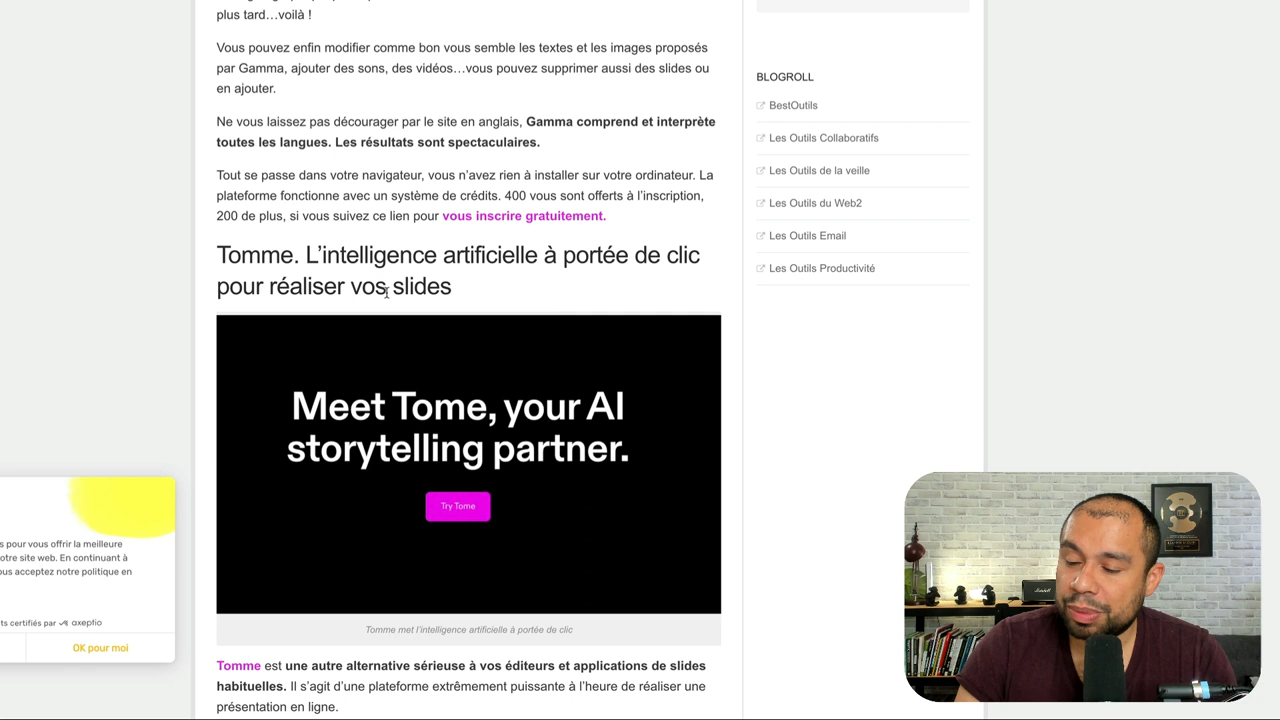 plus tard…voilà !
Vous pouvez enfin modifier comme bon vous semble les textes et les images proposés
par Gamma, ajouter des sons, des vidéos…vous pouvez supprimer aussi des slides ou
en ajouter.
Ne vous laissez pas décourager par le site en anglais, Gamma comprend et interprète
toutes les langues. Les résultats sont spectaculaires.
Tout se passe dans votre navigateur, vous n’avez rien à installer sur votre ordinateur. La
plateforme fonctionne avec un système de crédits. 400 vous sont offerts à l’inscription,
200 de plus, si vous suivez ce lien pour vous inscrire gratuitement.
Tomme. L’intelligence artificielle à portée de clic
pour réaliser vos slides
Meet Tome, your AI
storytelling partner.
Try Tome
Tomme met l’intelligence artificielle à portée de clic
Tomme est une autre alternative sérieuse à vos éditeurs et applications de slides
habituelles. Il s’agit d’une plateforme extrêmement puissante à l’heure de réaliser une
présentation en ligne.
BLOGROLL
BestOutils
Les Outils Collaboratifs
Les Outils de la veille
Les Outils du Web2
Les Outils Email
Les Outils Productivité
s pour vous offrir la meilleure
otre site web. En continuant à
ous acceptez notre politique en
ts certifiés par axeptio
OK pour moi
Marshall